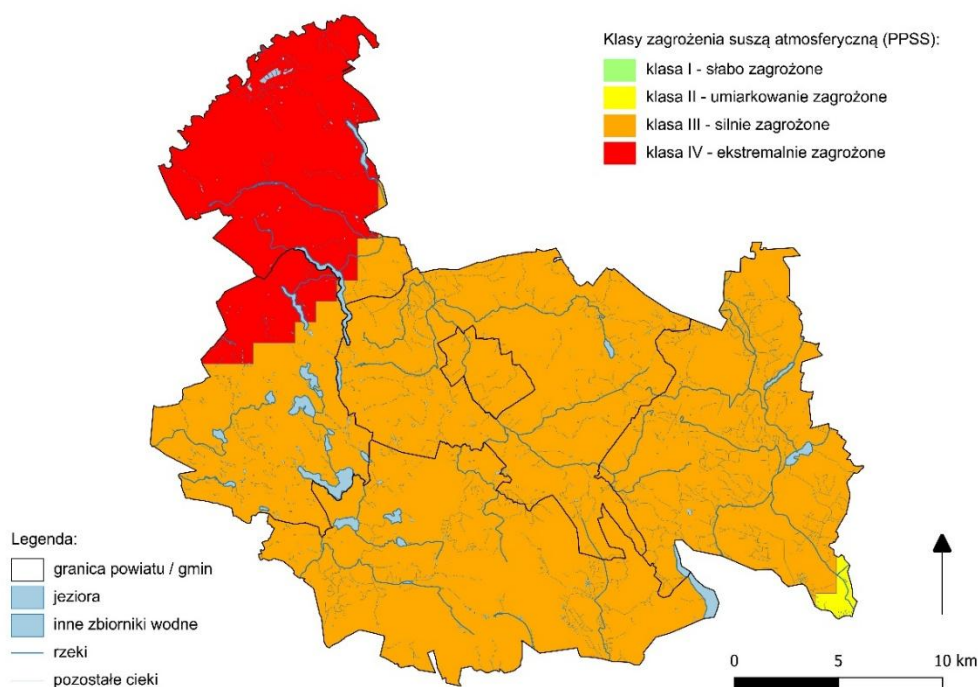 Klasy zagrożenia suszą atmosferyczną (PPSS):
klasa I - słabo zagrożone
klasa II - umiarkowanie zagrożone
klasa III - silnie zagrożone
klasa IV - ekstremalnie zagrożone
Legenda:
granica powiatu / gmin
jeziora
inne zbiorniki wodne
rzeki
pozostałe cieki
0 5 10 km